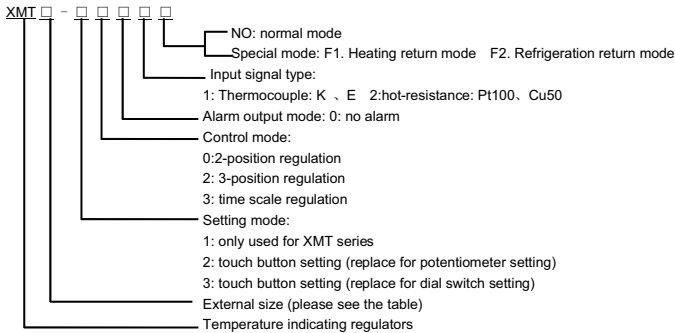 XMT □ - □ □ □ □ □
NO: normal mode
Special mode: F1. Heating return mode F2. Refrigeration return mode
Input signal type:
1: Thermocouple: K 、E 2:hot-resistance: Pt100、Cu50
Alarm output mode: 0: no alarm
Control mode:
0:2-position regulation
2: 3-position regulation
3: time scale regulation
Setting mode:
1: only used for XMT series
2: touch button setting (replace for potentiometer setting)
3: touch button setting (replace for dial switch setting)
External size (please see the table)
Temperature indicating regulators